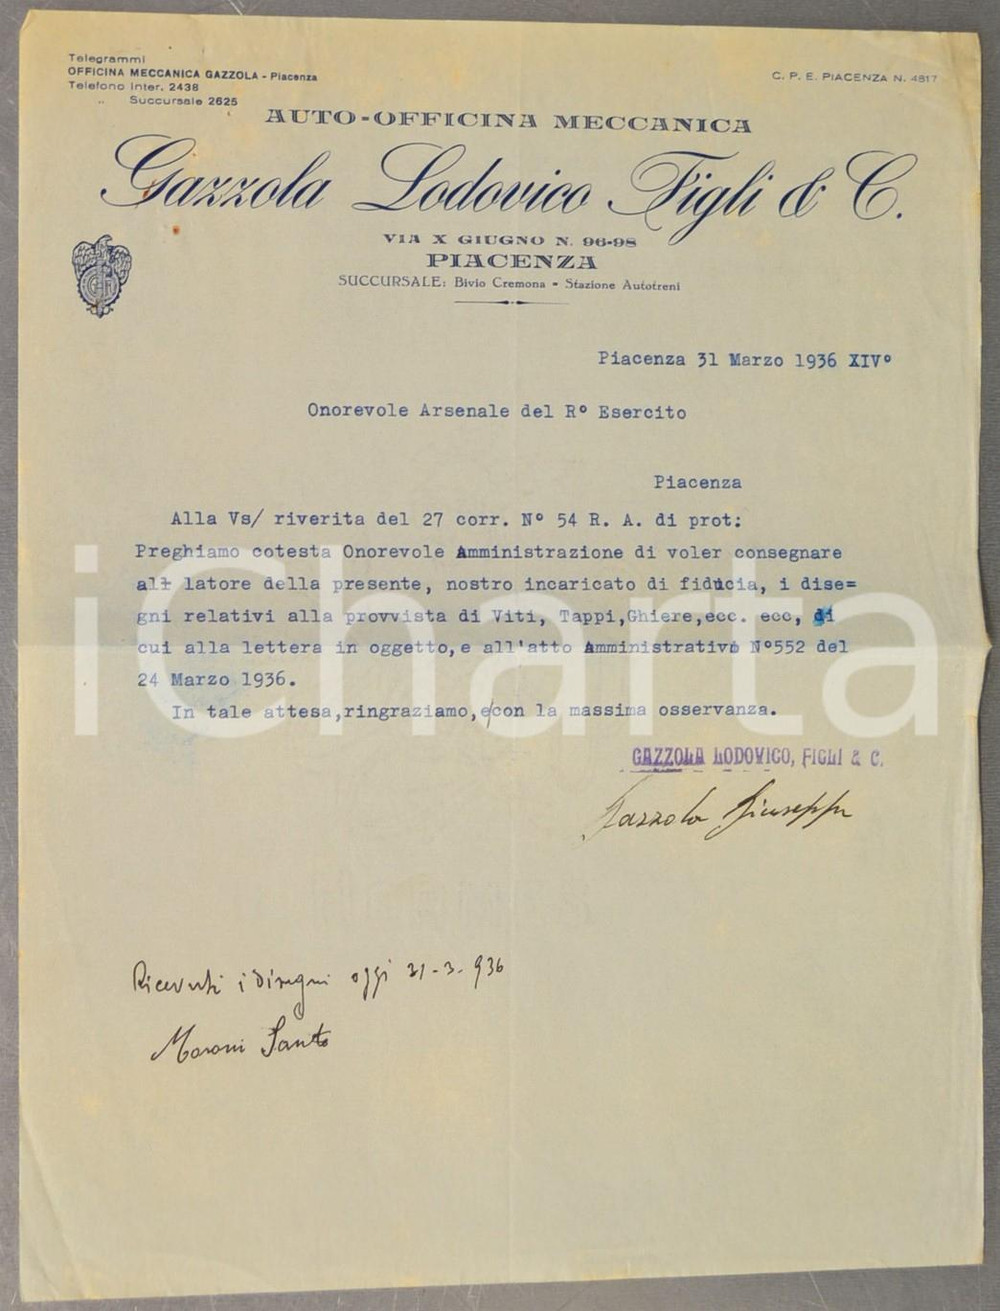 Telegrammi
OFFICINA MECCANICA GAZZOLA - Piacenza
Telefono Inter. 2438
„ Succursale 2625
C. P. E. PIACENZA N. 4817
AUTO-OFFICINA MECCANICA
Gazzola Lodovico Figli & C.
VIA X GIUGNO N. 96-98
PIACENZA
SUCCURSALE: Bivio Cremona - Stazione Autotreni
Piacenza 31 Marzo 1936 XIVº
Onorevole Arsenale del Rº Esercito
Piacenza
Alla Vs/ riverita del 27 corr. Nº 54 R. A. di prot:
Preghiamo cotesta Onorevole Amministrazione di voler consegnare
al latore della presente, nostro incaricato di fiducia, i dise=
gni relativi alla provvista di Viti, Tappi,Ghiere,ecc. ecc, di
cui alla lettera in oggetto,e all'atto Amministrativo Nº552 del
24 Marzo 1936.
In tale attesa,ringraziamo,e/con la massima osservanza.
GAZZOLA LODOVICO, FIGLI & C.
Gazzola Giuseppe
Ricevuti i disegni oggi 31-3-936
Moroni Santo
iCharta